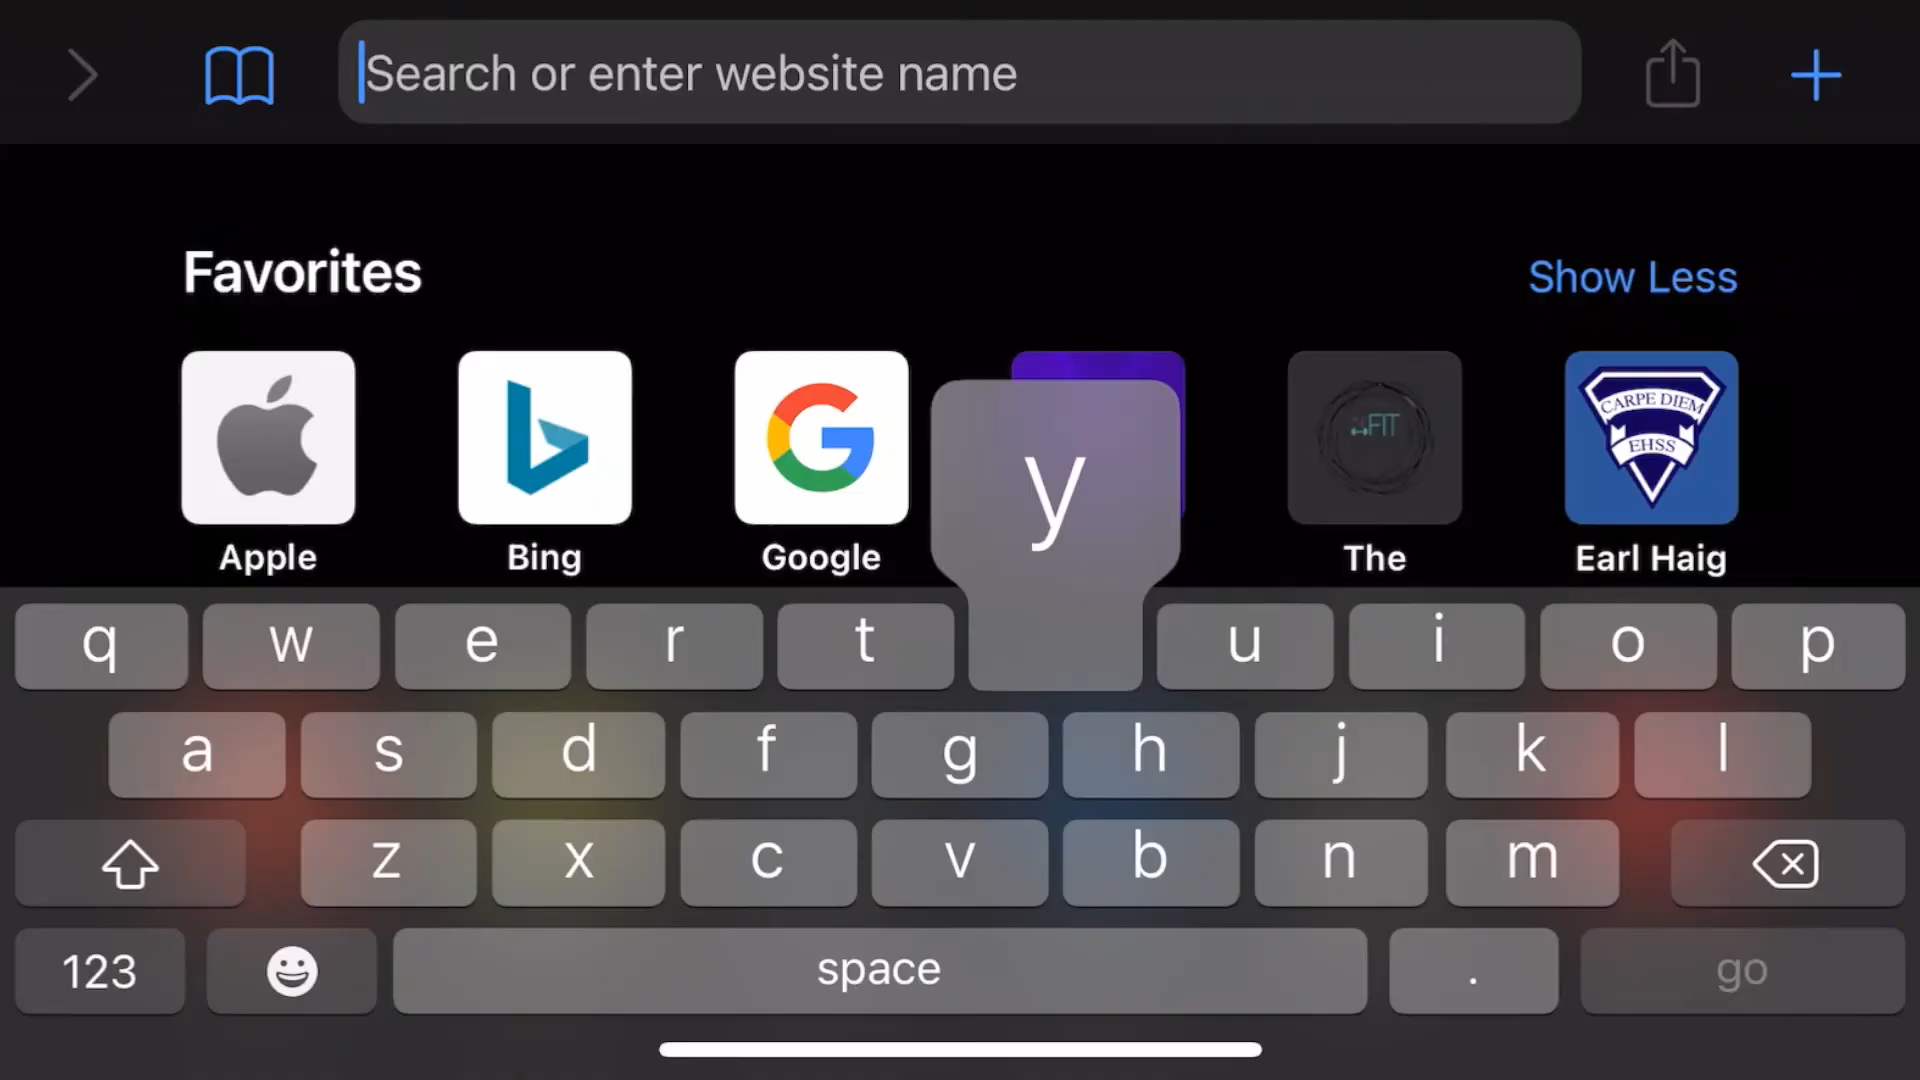 Search or enter website name
Favorites
Show Less
FIT
CARPE DIEM
EHSS
Apple
Bing
Google
The
Earl Haig
y
q w e r t u i o p
a s d f g h j k l
z x c v b n m
123
space
.
go